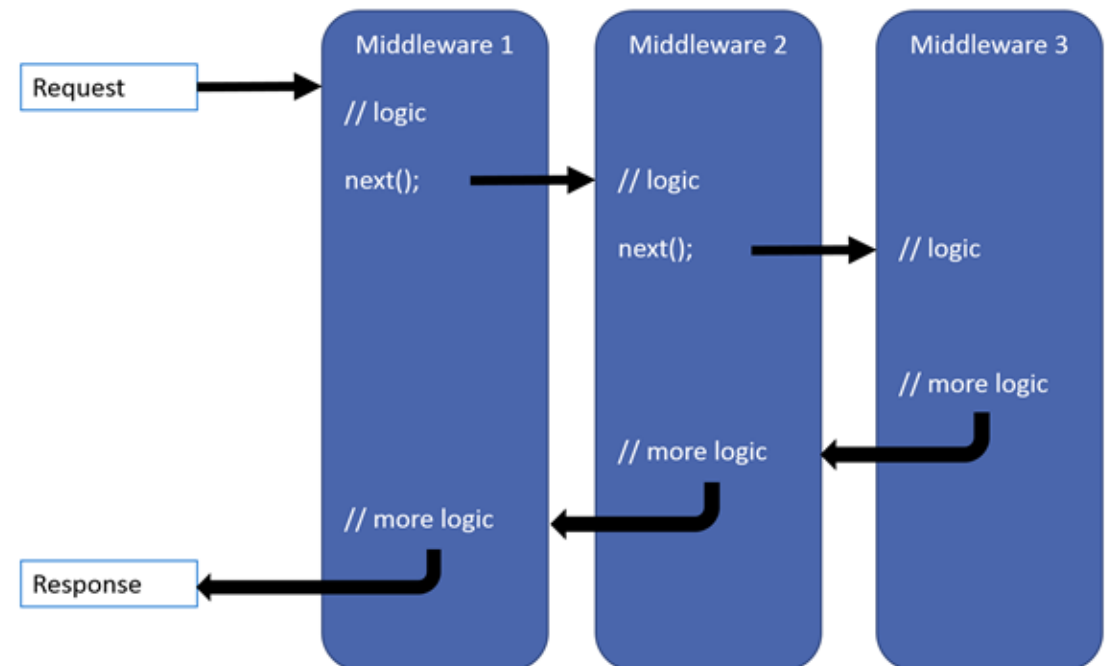 Middleware 1
Middleware 2
Middleware 3
Request
// logic
next();
// logic
next();
// logic
// more logic
// more logic
// more logic
Response